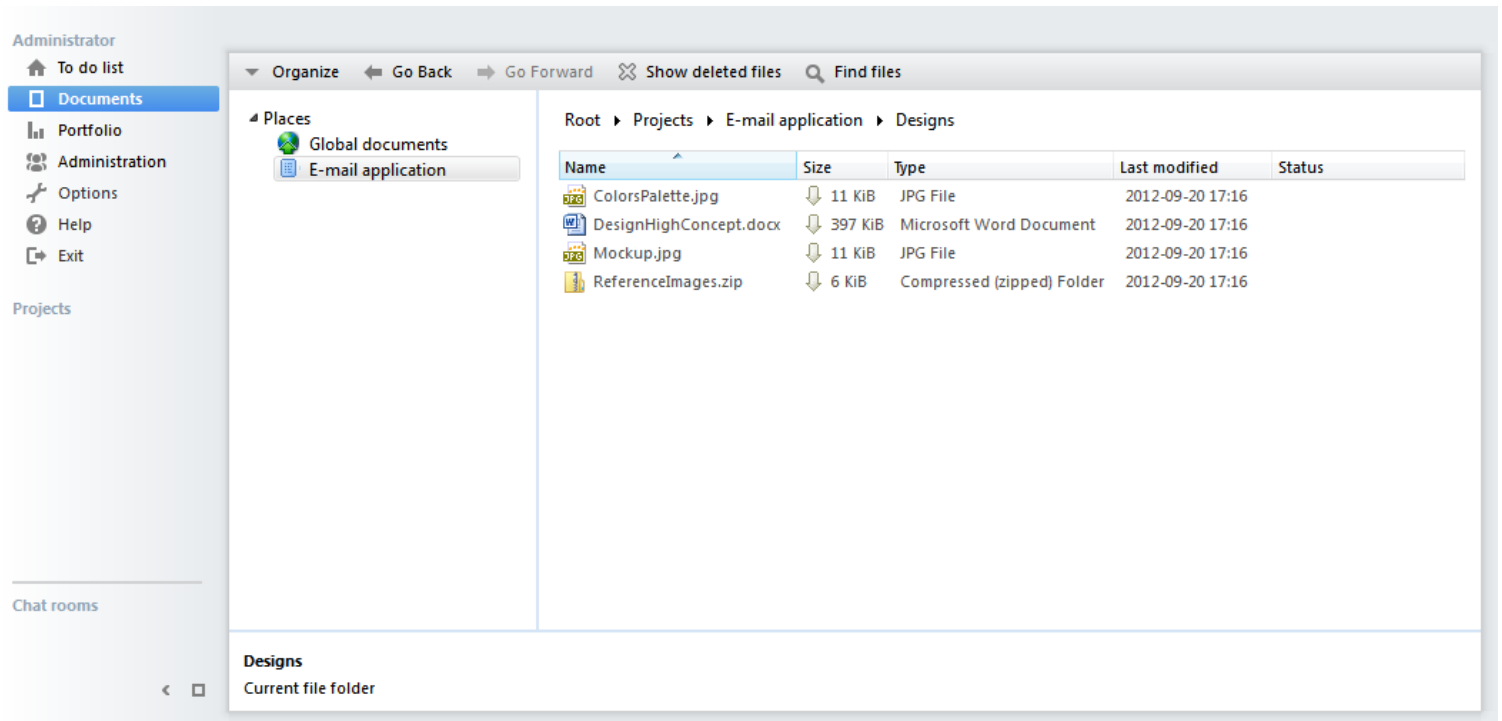 Administrator
To do list
Documents
Portfolio
Administration
Options
Help
Exit
Projects
Chat rooms
Organize Go Back Go Forward Show deleted files Find files
Places
Global documents
E-mail application
Root Projects E-mail application Designs
Name Size Type Last modified Status
ColorsPalette.jpg 11 KiB JPG File 2012-09-20 17:16
DesignHighConcept.docx 397 KiB Microsoft Word Document 2012-09-20 17:16
Mockup.jpg 11 KiB JPG File 2012-09-20 17:16
ReferenceImages.zip 6 KiB Compressed (zipped) Folder 2012-09-20 17:16
Designs
Current file folder